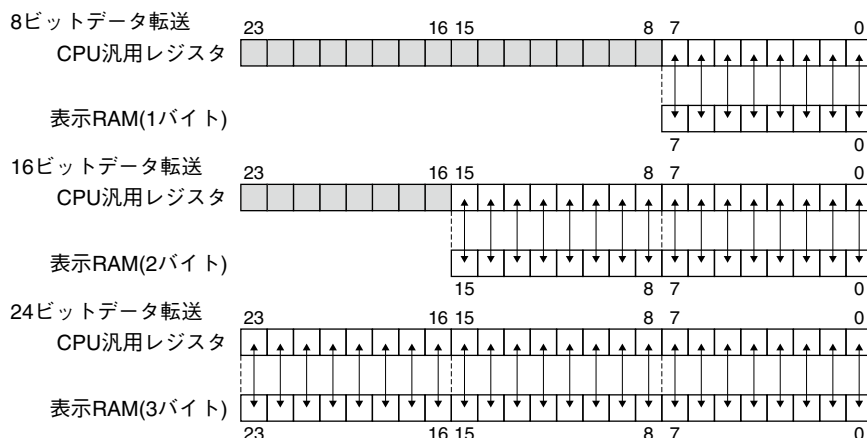 8ビットデータ転送
23 16 15 8 7 0
CPU汎用レジスタ
表示RAM(1バイト)
7 0
16ビットデータ転送
23 16 15 8 7 0
CPU汎用レジスタ
表示RAM(2バイト)
15 8 7 0
24ビットデータ転送
23 16 15 8 7 0
CPU汎用レジスタ
表示RAM(3バイト)
23 16 15 8 7 0